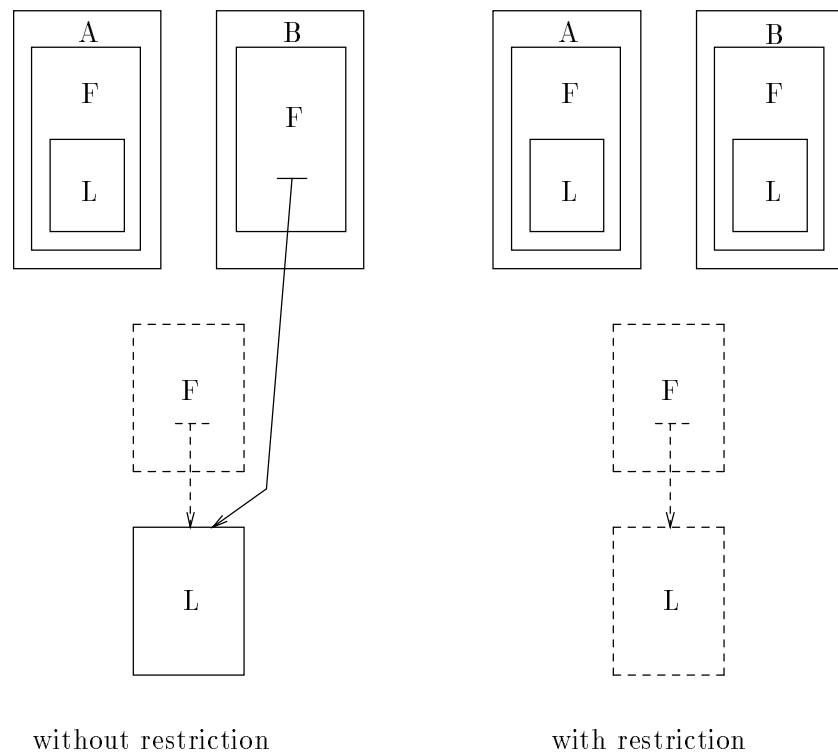 A B A B
F F F F
L L L
F F
L L
without restriction with restriction